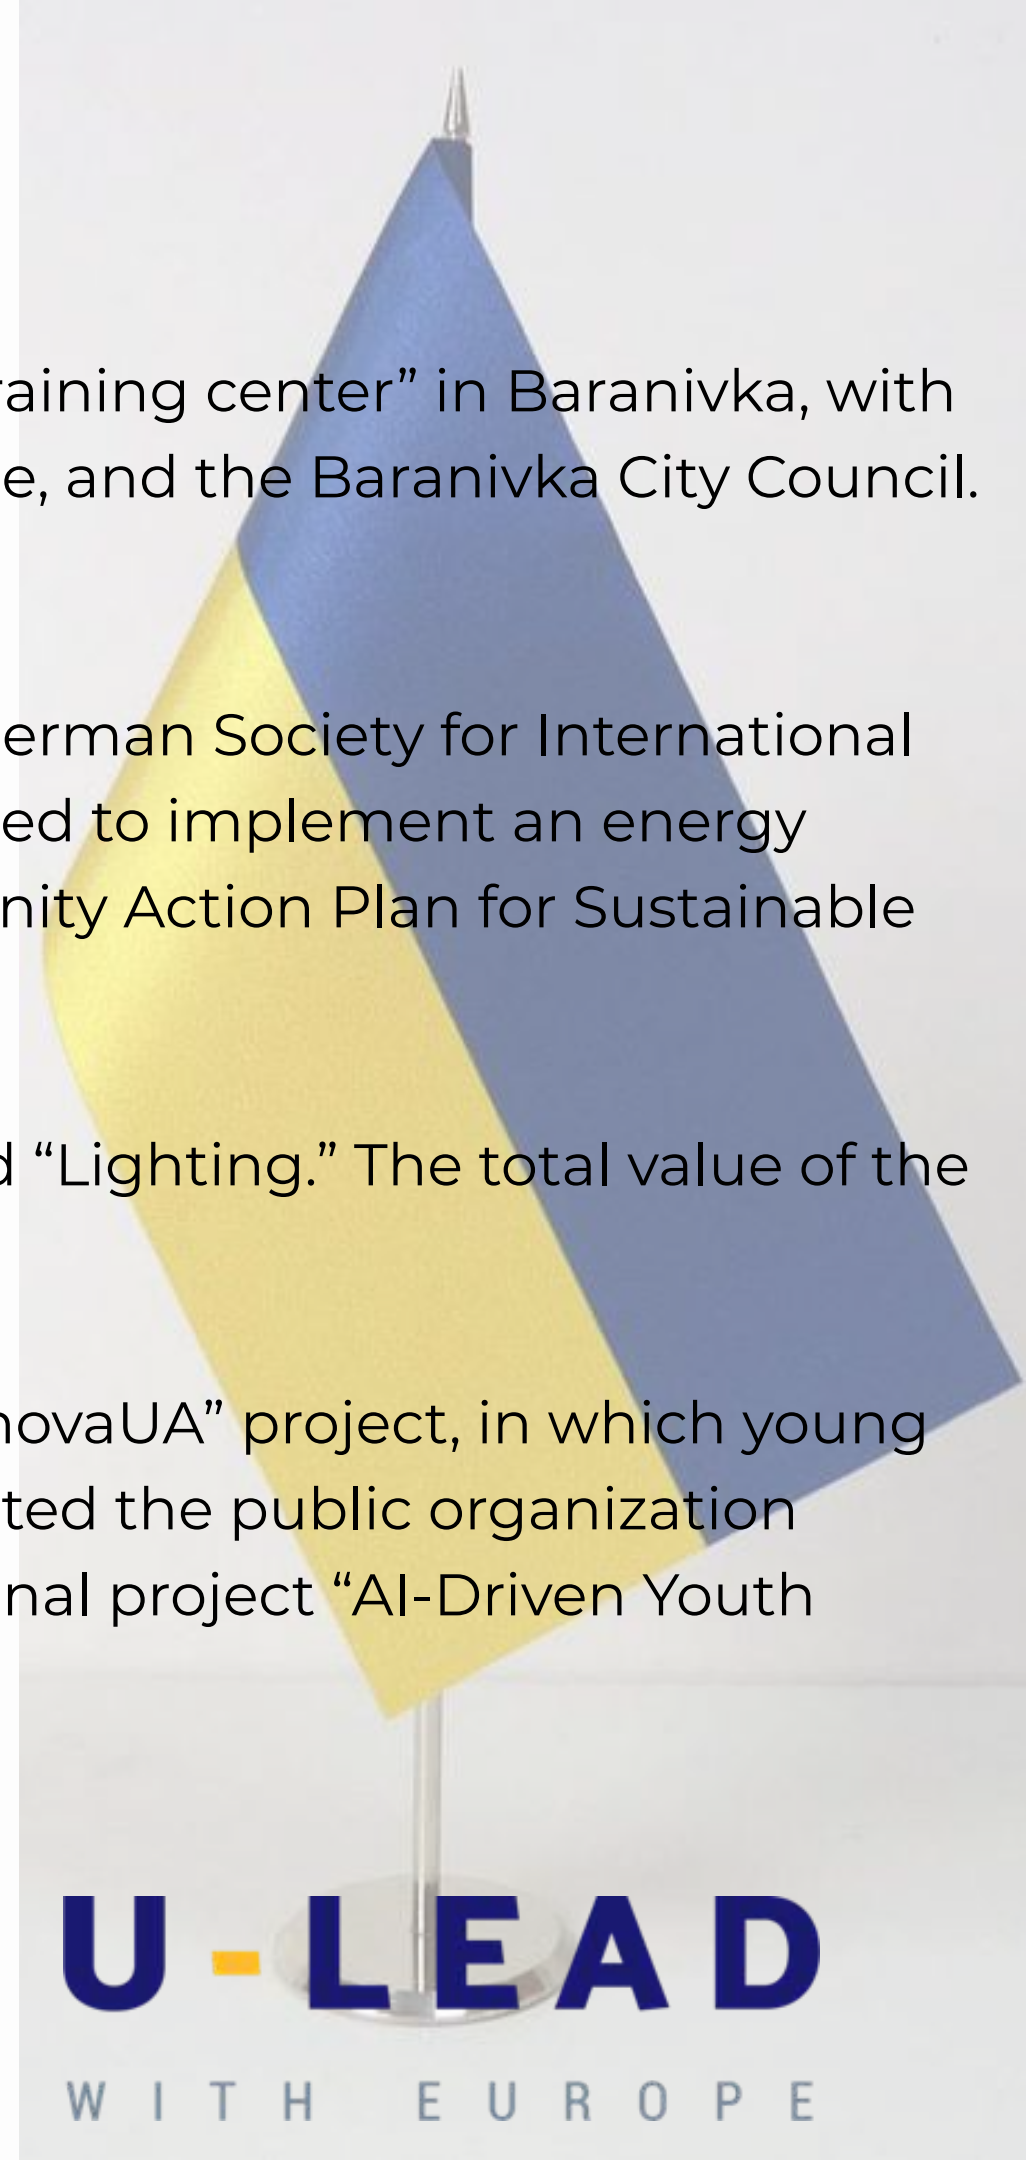 raining center” in Baranivka, with
e, and the Baranivka City Council.
erman Society for International
ed to implement an energy
nity Action Plan for Sustainable
d “Lighting.” The total value of the
novaUA” project, in which young
ted the public organization
nal project “AI-Driven Youth
U-LEAD
WITH EUROPE